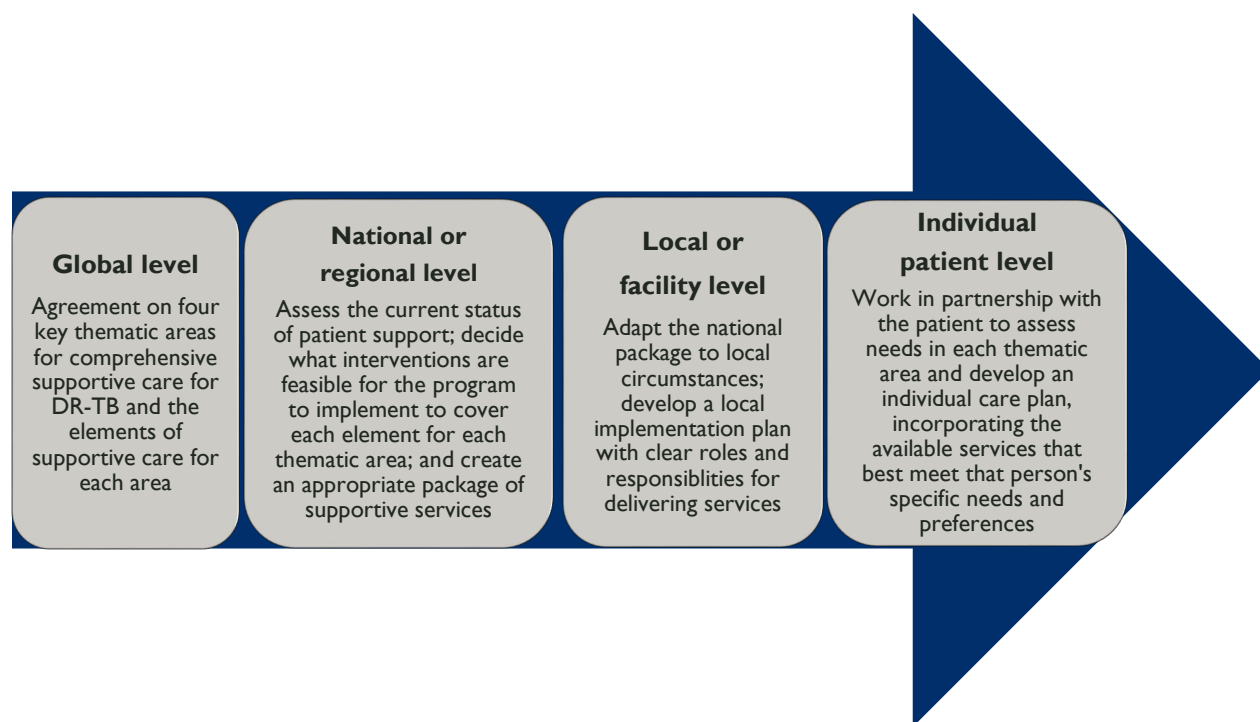 Global level
Agreement on four
key thematic areas
for comprehensive
supportive care for
DR-TB and the
elements of
supportive care for
each area
National or
regional level
Assess the current status
of patient support; decide
what interventions are
feasible for the program
to implement to cover
each element for each
thematic area; and create
an appropriate package of
supportive services
Local or
facility level
Adapt the national
package to local
circumstances;
develop a local
implementation plan
with clear roles and
responsiblities for
delivering services
Individual
patient level
Work in partnership with
the patient to assess
needs in each thematic
area and develop an
individual care plan,
incorporating the
available services that
best meet that person's
specific needs and
preferences